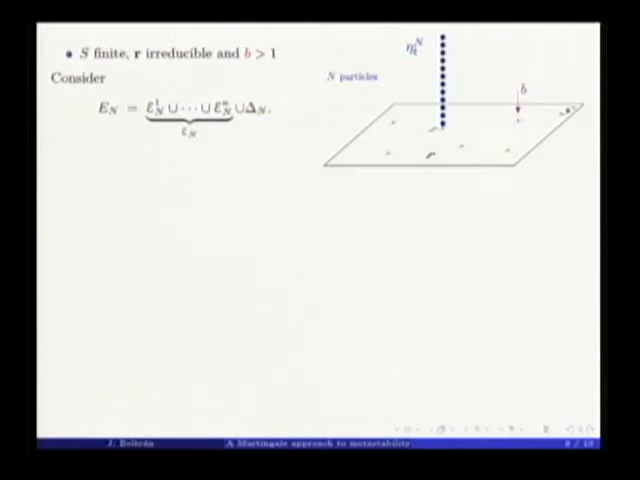 • S finite, r irreducible and b > 1
Consider
E_N = ℰ_N^1 ∪ ··· ∪ ℰ_N^κ ∪ Δ_N.
ℰ_N
η_t^N
N particles
b
r
J. Beltrán A Martingale approach to metastability